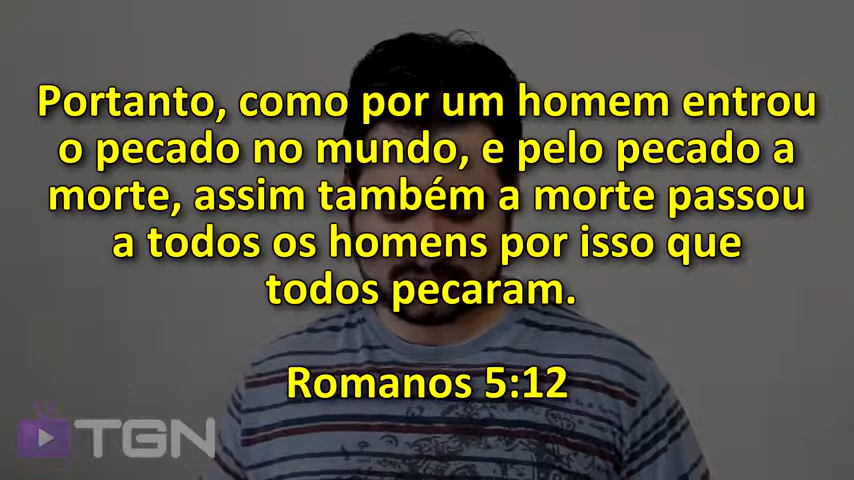 Portanto, como por um homem entrou
o pecado no mundo, e pelo pecado a
morte, assim também a morte passou
a todos os homens por isso que
todos pecaram.
Romanos 5:12
TGN